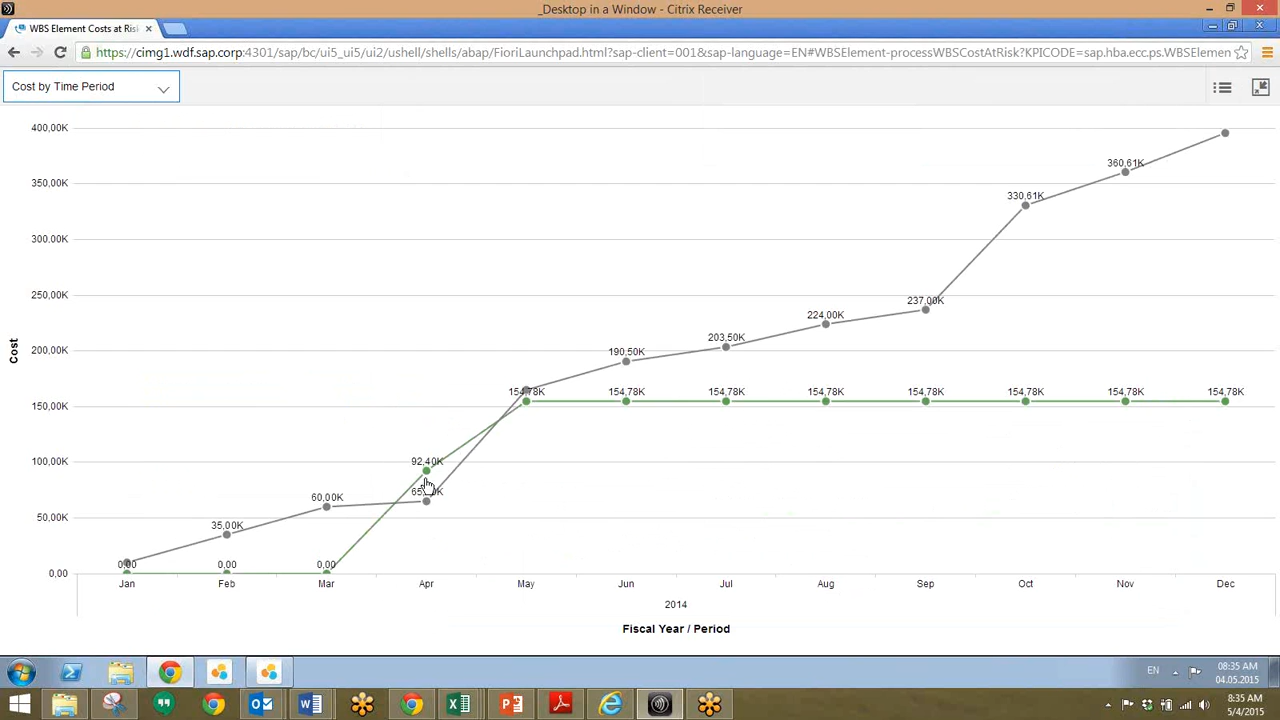 _Desktop in a Window - Citrix Receiver
WBS Element Costs at Ris
https://cimg1.wdf.sap.corp:4301/sap/bc/ui5_ui5/ui2/ushell/shells/abap/FioriLaunchpad.html?sap-client=001&sap-language=EN#WBSElement-processWBSCostAtRisk?KPICODE=sap.hba.ecc.ps.WBSElemen
Cost by Time Period
400,00K
350,00K
300,00K
250,00K
200,00K
150,00K
100,00K
50,00K
0,00
Cost
360,61K
330,61K
237,00K
224,00K
203,50K
190,50K
154,78K 154,78K 154,78K 154,78K 154,78K 154,78K 154,78K 154,78K
92,40K
60,00K
35,00K
0,00 0,00 0,00
Jan Feb Mar Apr May Jun Jul Aug Sep Oct Nov Dec
2014
Fiscal Year / Period
EN
08:35 AM
04.05.2015
8:35 AM
5/4/2015